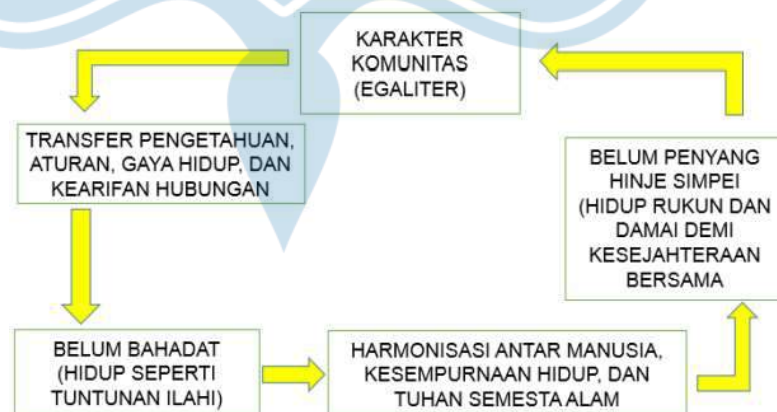 KARAKTER
KOMUNITAS
(EGALITER)
TRANSFER PENGETAHUAN,
ATURAN, GAYA HIDUP, DAN
KEARIFAN HUBUNGAN
BELUM BAHADAT
(HIDUP SEPERTI
TUNTUNAN ILAHI)
HARMONISASI ANTAR MANUSIA,
KESEMPURNAAN HIDUP, DAN
TUHAN SEMESTA ALAM
BELUM PENYANG
HINJE SIMPEI
(HIDUP RUKUN DAN
DAMAI DEMI
KESEJAHTERAAN
BERSAMA